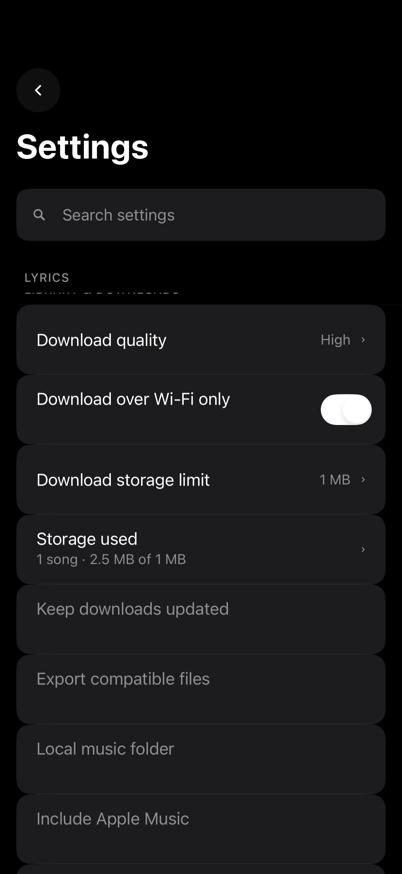 Settings
Search settings
LYRICS
Download quality
High
Download over Wi-Fi only
Download storage limit
1 MB
Storage used
1 song · 2.5 MB of 1 MB
Keep downloads updated
Export compatible files
Local music folder
Include Apple Music